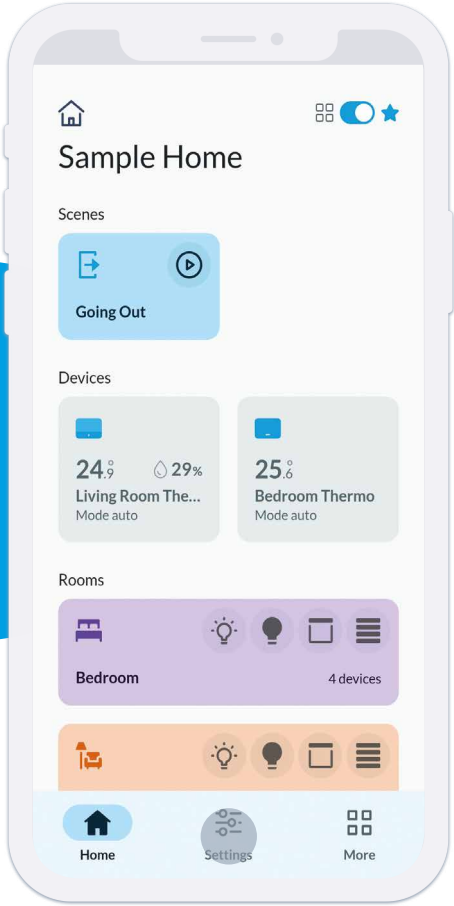 Sample Home
Scenes
Going Out
Devices
24.9° 29%
Living Room The...
Mode auto
25.6°
Bedroom Thermo
Mode auto
Rooms
Bedroom 4 devices
Home Settings More